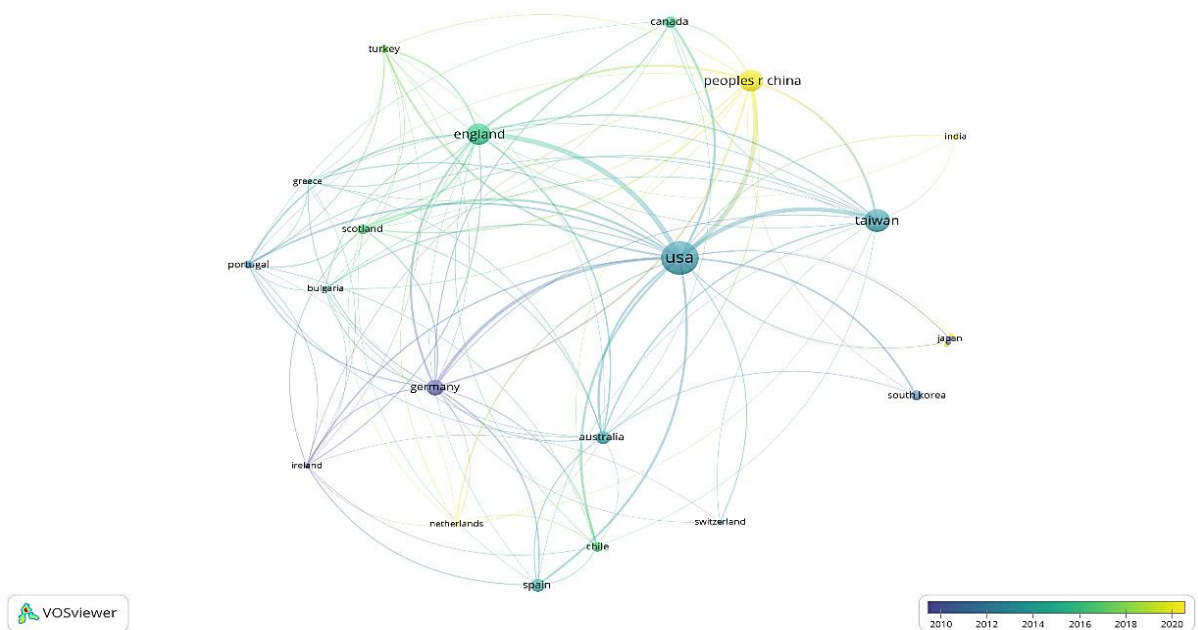 canada
turkey
peoples r china
england
india
greece
taiwan
scotland
usa
portugal
bulgaria
japan
germany
south korea
australia
ireland
netherlands
switzerland
chile
spain
VOSviewer
2010 2012 2014 2016 2018 2020